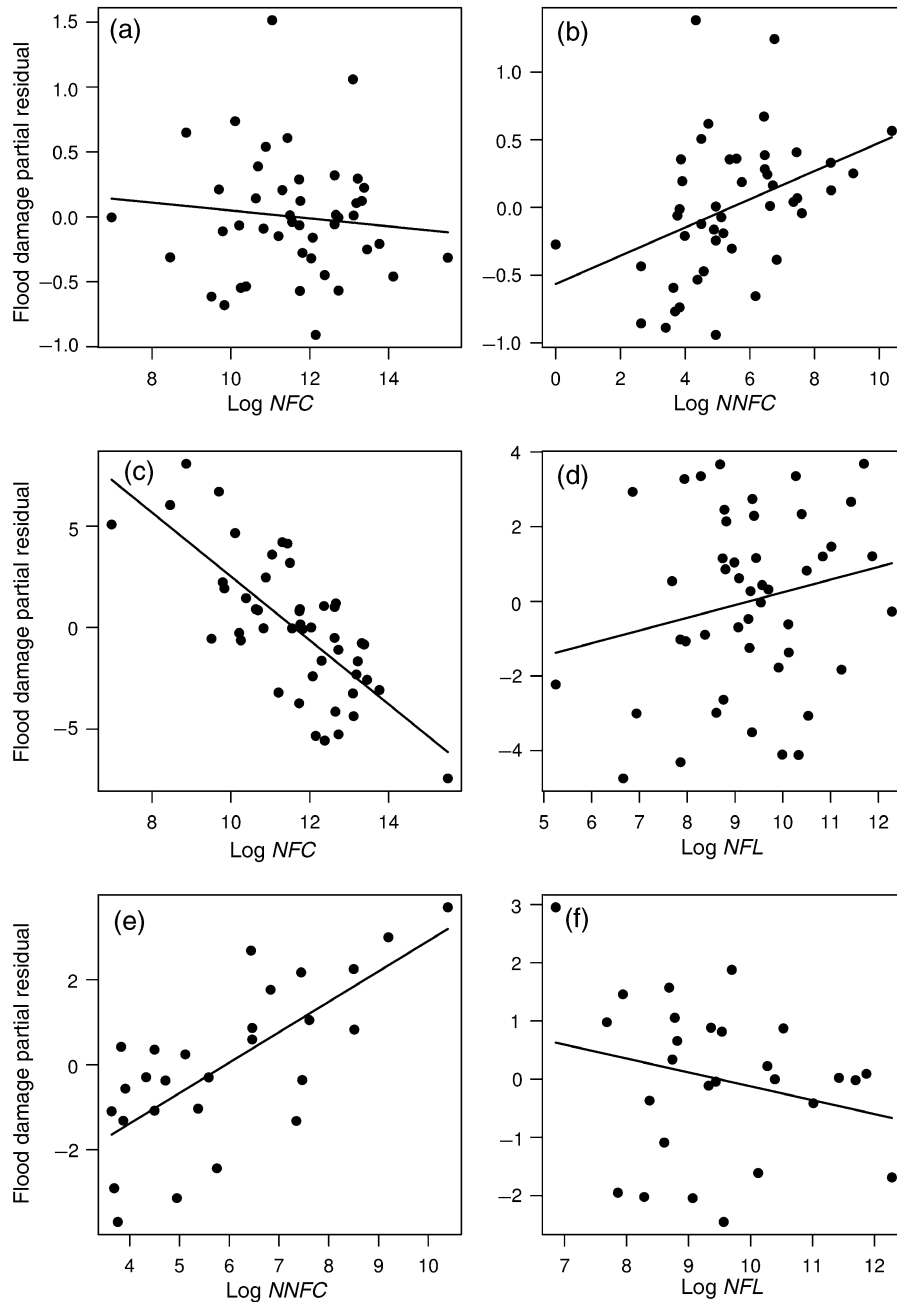 (a)
Flood damage partial residual
1.5
1.0
0.5
0.0
−0.5
−1.0
8 10 12 14
Log NFC
(b)
1.0
0.5
0.0
−0.5
−1.0
0 2 4 6 8 10
Log NNFC
(c)
Flood damage partial residual
5
0
−5
8 10 12 14
Log NFC
(d)
4
2
0
−2
−4
5 6 7 8 9 10 11 12
Log NFL
(e)
Flood damage partial residual
2
0
−2
4 5 6 7 8 9 10
Log NNFC
(f)
3
2
1
0
−1
−2
7 8 9 10 11 12
Log NFL